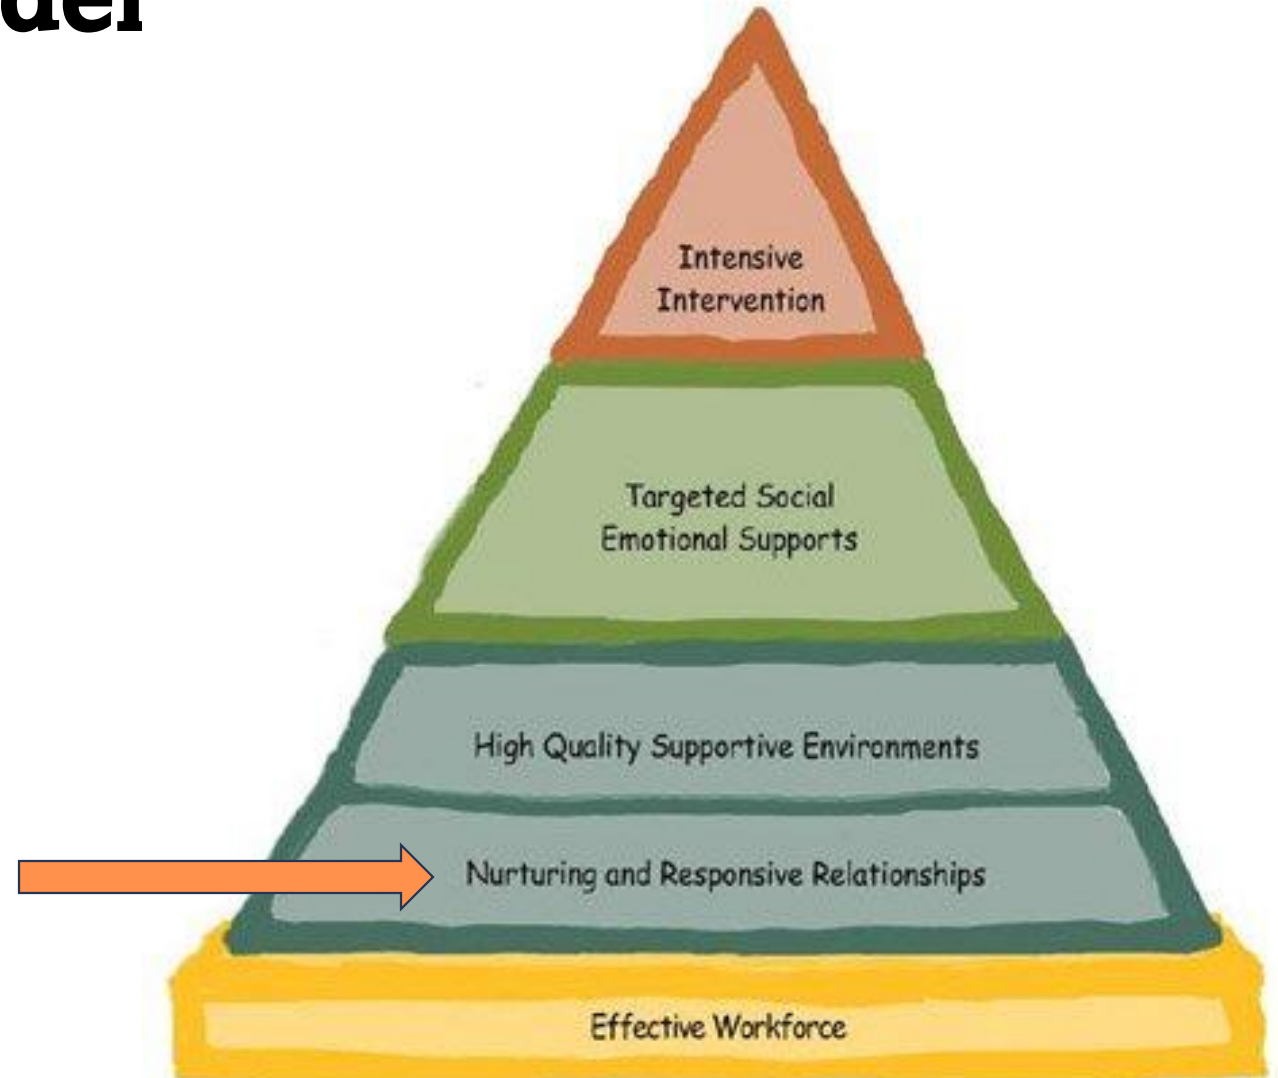 Intensive
Intervention
Targeted Social
Emotional Supports
High Quality Supportive Environments
Nurturing and Responsive Relationships
Effective Workforce